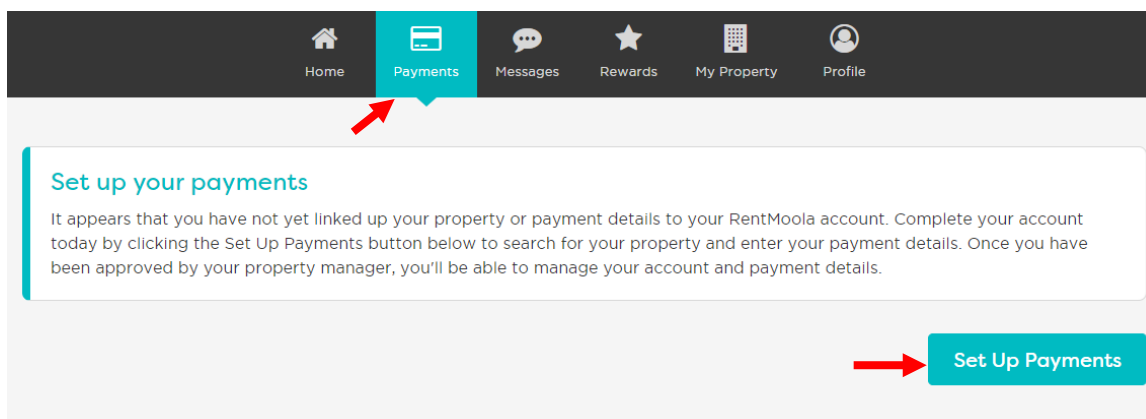 Home Payments Messages Rewards My Property Profile
Set up your payments
It appears that you have not yet linked up your property or payment details to your RentMoola account. Complete your account
today by clicking the Set Up Payments button below to search for your property and enter your payment details. Once you have
been approved by your property manager, you'll be able to manage your account and payment details.
Set Up Payments